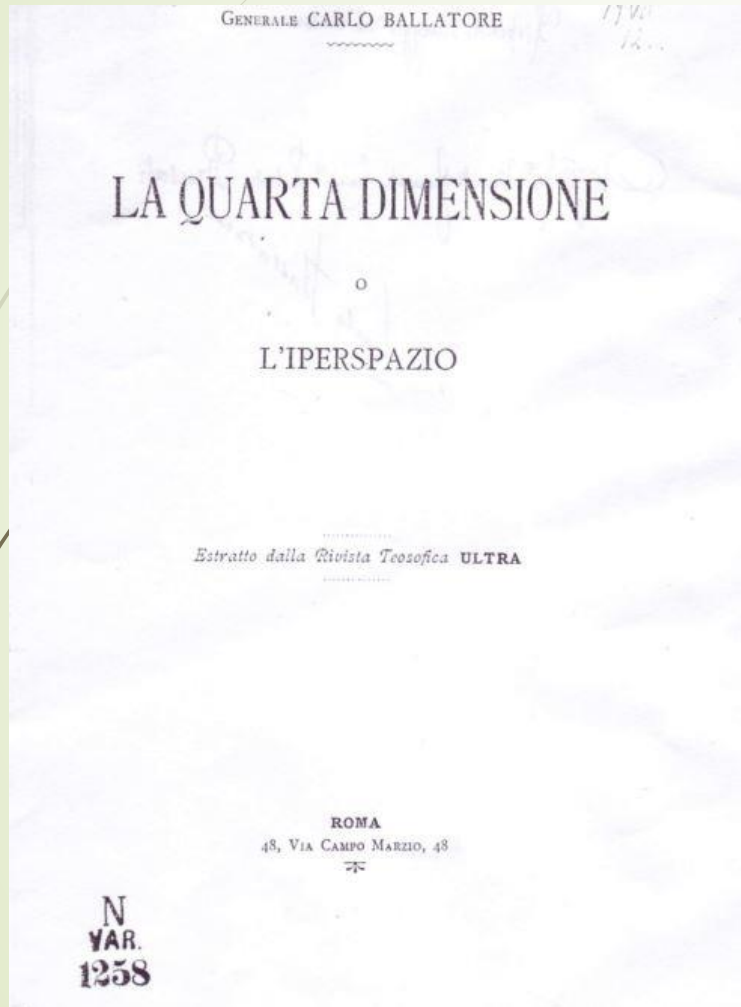 GENERALE CARLO BALLATORE
LA QUARTA DIMENSIONE
O
L'IPERSPAZIO
Estratto dalla Rivista Teosofica ULTRA
ROMA
48, VIA CAMPO MARZIO, 48
N
VAR.
1258